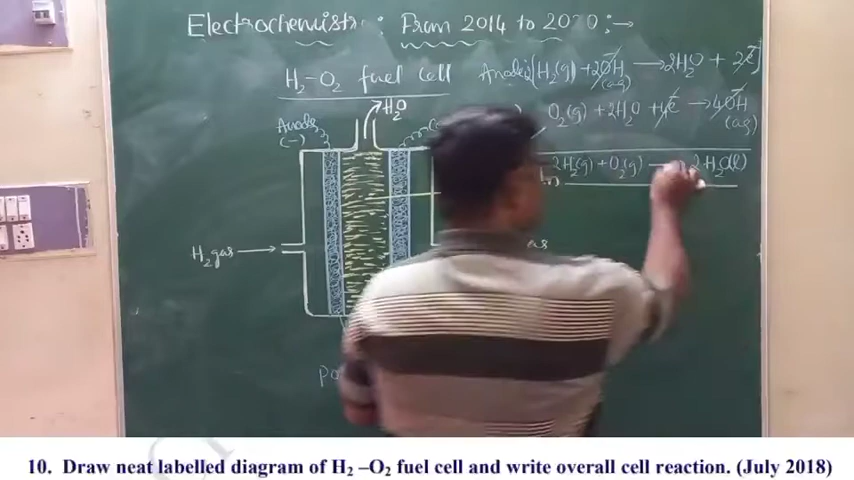 Electrochemistry : From 2014 to 2020 :→
H₂-O₂ fuel cell
Anode: [H₂(g) + 2OH⁻ (aq) → 2H₂O + 2e⁻]
O₂(g) + 2H₂O + 4e⁻ → 4OH⁻ (aq)
2H₂(g) + O₂(g) → 2H₂O(l)
H₂O
Anode
(-)
H₂ gas →
10. Draw neat labelled diagram of H₂ –O₂ fuel cell and write overall cell reaction. (July 2018)